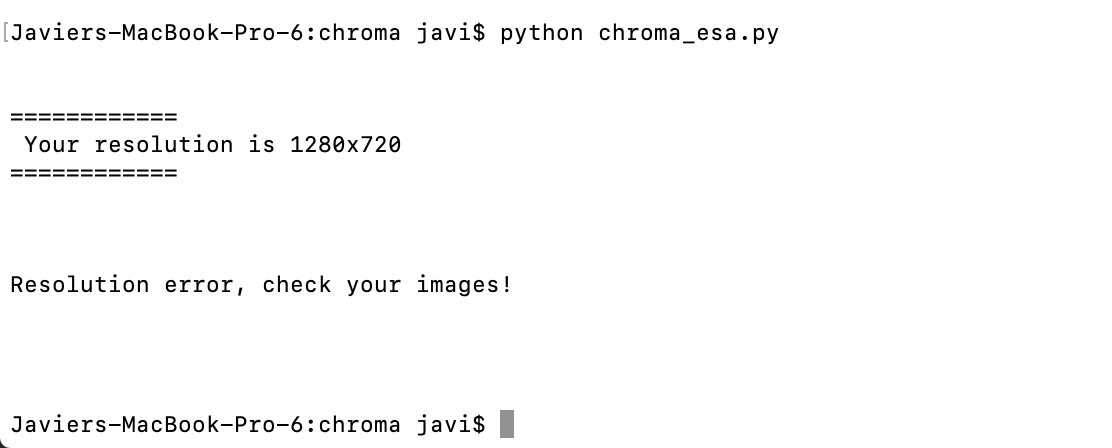 [Javiers-MacBook-Pro-6:chroma javi$ python chroma_esa.py
============
Your resolution is 1280x720
============
Resolution error, check your images!
Javiers-MacBook-Pro-6:chroma javi$